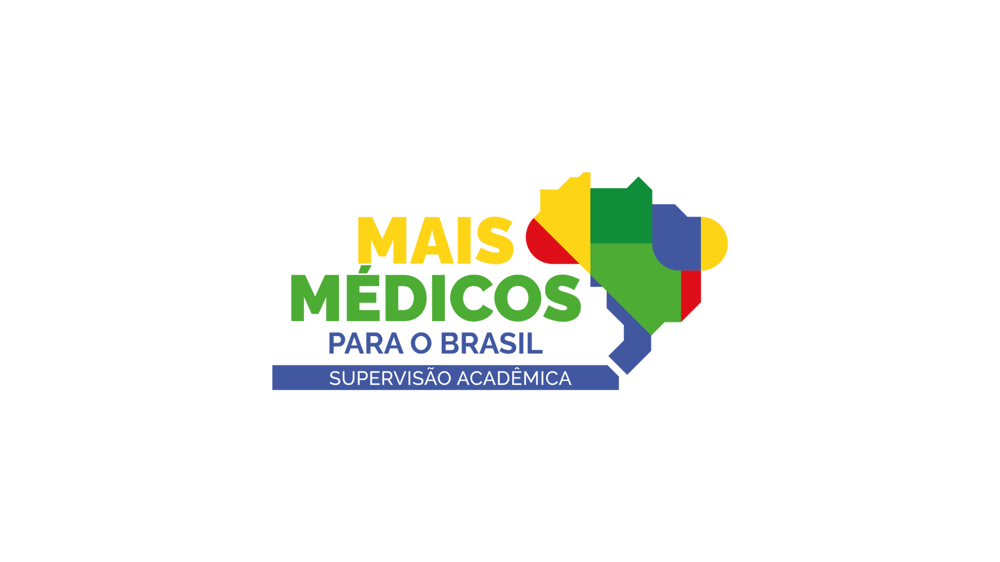 MAIS
MÉDICOS
PARA O BRASIL
SUPERVISÃO ACADÊMICA